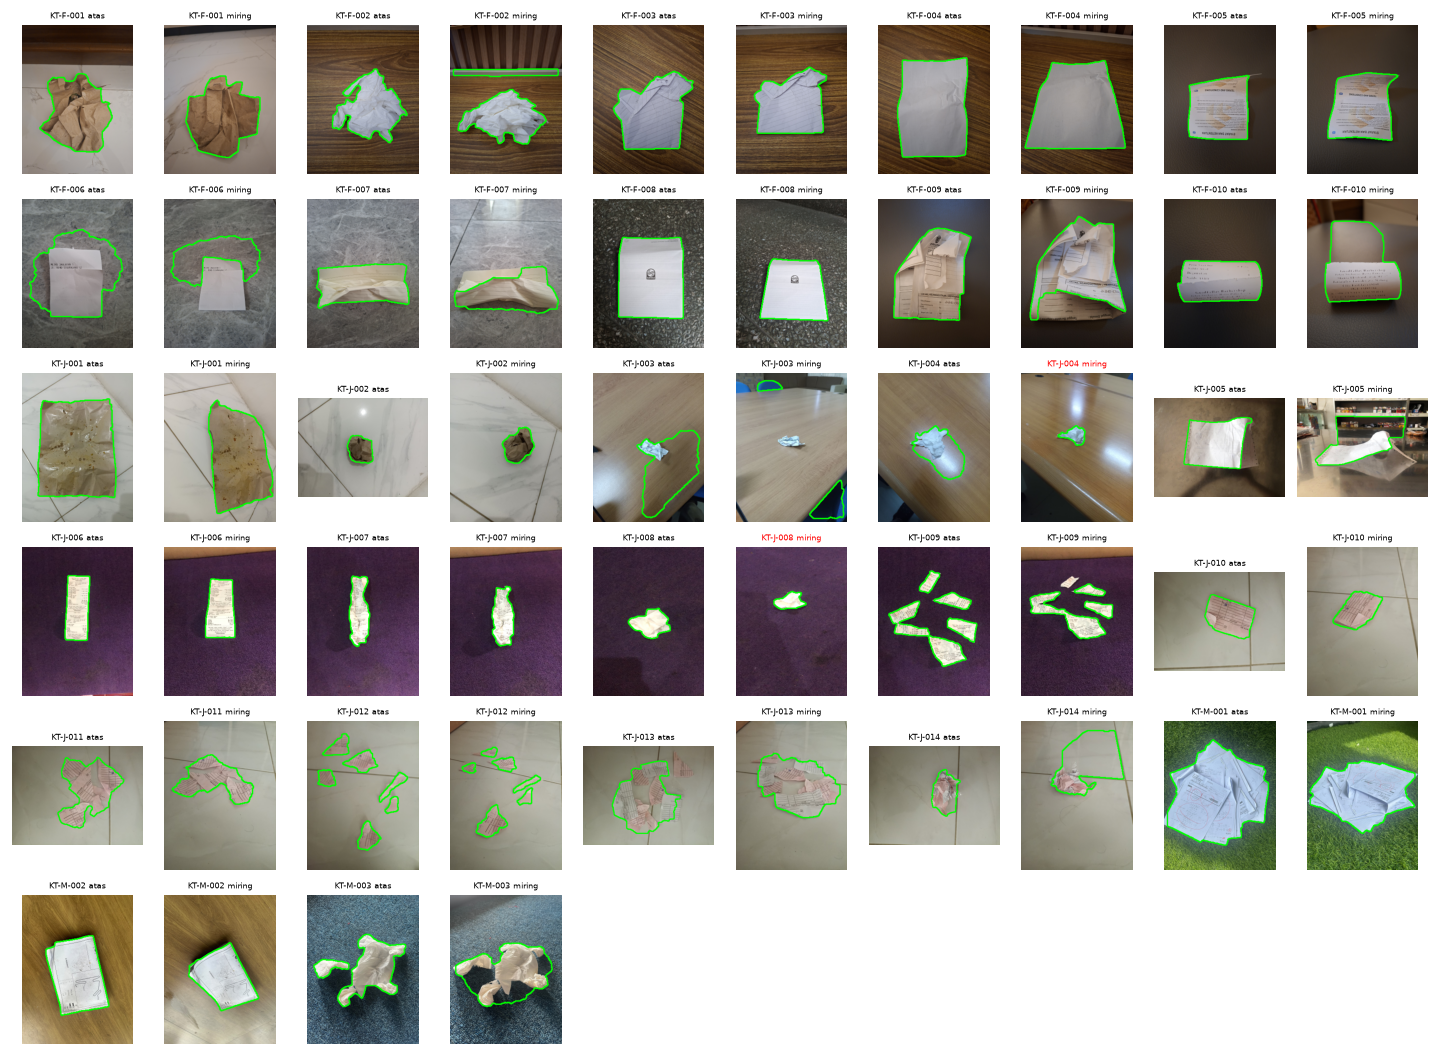 KT-F-001 atas
KT-F-001 miring
KT-F-002 atas
KT-F-002 miring
KT-F-003 atas
KT-F-003 miring
KT-F-004 atas
KT-F-004 miring
KT-F-005 atas
KT-F-005 miring
KT-F-006 atas
KT-F-006 miring
KT-F-007 atas
KT-F-007 miring
KT-F-008 atas
KT-F-008 miring
KT-F-009 atas
KT-F-009 miring
KT-F-010 atas
KT-F-010 miring
KT-J-001 atas
KT-J-001 miring
KT-J-002 atas
KT-J-002 miring
KT-J-003 atas
KT-J-003 miring
KT-J-004 atas
KT-J-004 miring
KT-J-005 atas
KT-J-005 miring
KT-J-006 atas
KT-J-006 miring
KT-J-007 atas
KT-J-007 miring
KT-J-008 atas
KT-J-008 miring
KT-J-009 atas
KT-J-009 miring
KT-J-010 atas
KT-J-010 miring
KT-J-011 atas
KT-J-011 miring
KT-J-012 atas
KT-J-012 miring
KT-J-013 atas
KT-J-013 miring
KT-J-014 atas
KT-J-014 miring
KT-M-001 atas
KT-M-001 miring
KT-M-002 atas
KT-M-002 miring
KT-M-003 atas
KT-M-003 miring